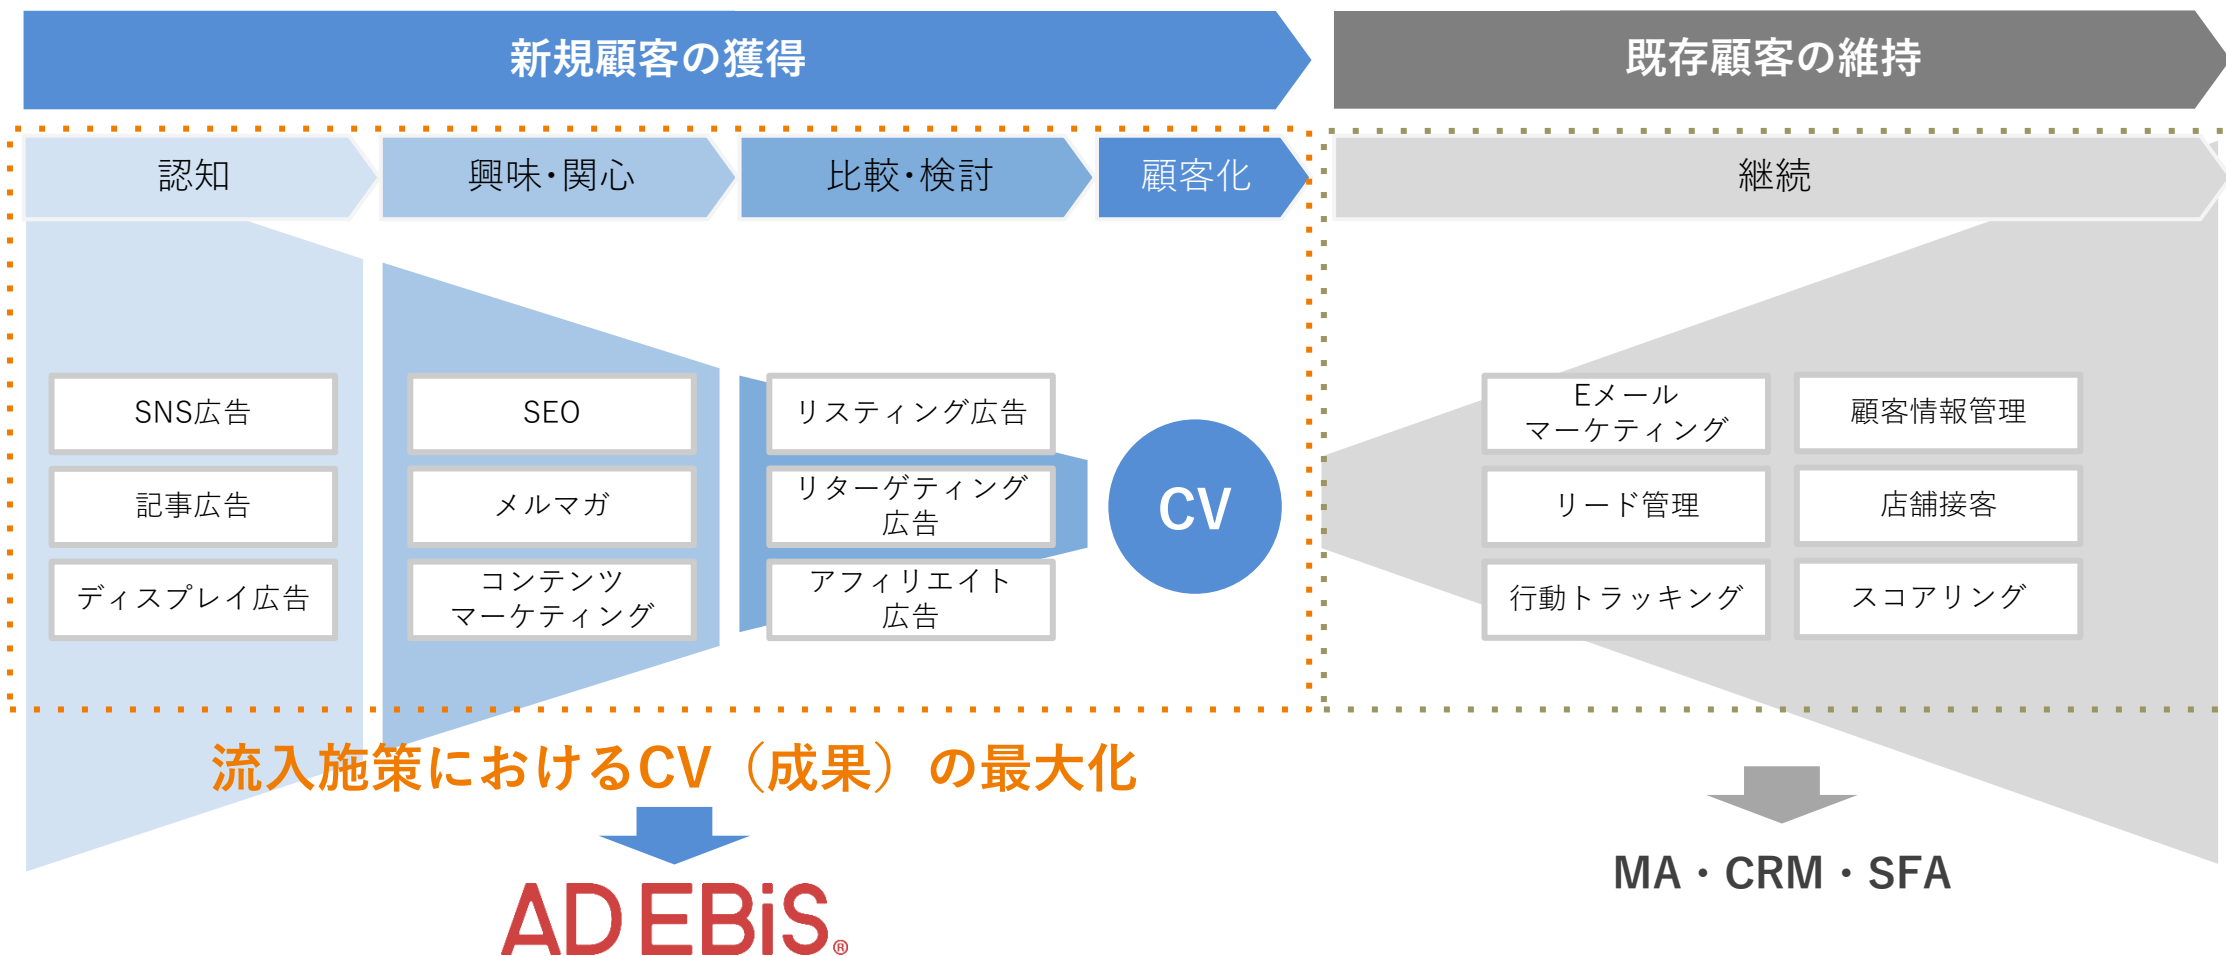 新規顧客の獲得
既存顧客の維持
認知
興味・関心
比較・検討
顧客化
継続
SNS広告
記事広告
ディスプレイ広告
SEO
メルマガ
コンテンツ
マーケティング
リスティング広告
リターゲティング
広告
アフィリエイト
広告
CV
Eメール
マーケティング
リード管理
行動トラッキング
顧客情報管理
店舗接客
スコアリング
流入施策におけるCV（成果）の最大化
AD EBiS®
MA・CRM・SFA